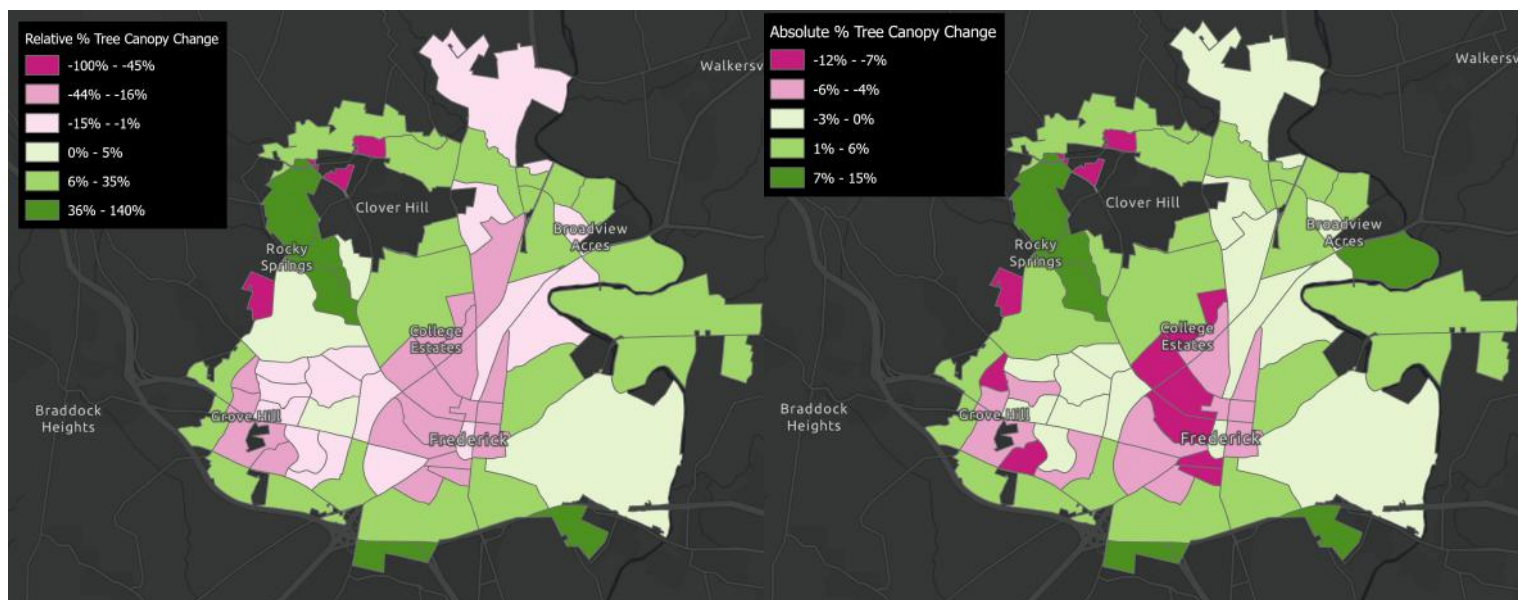 Relative % Tree Canopy Change
-100% - -45%
-44% - -16%
-15% - -1%
0% - 5%
6% - 35%
36% - 140%
Walkersv
Clover Hill
Broadview
Acres
Rocky
Springs
College
Estates
Braddock
Heights
Grove Hill
Frederick
Absolute % Tree Canopy Change
-12% - -7%
-6% - -4%
-3% - 0%
1% - 6%
7% - 15%
Walkersv
Clover Hill
Broadview
Acres
Rocky
Springs
College
Estates
Braddock
Heights
Grove Hill
Frederick